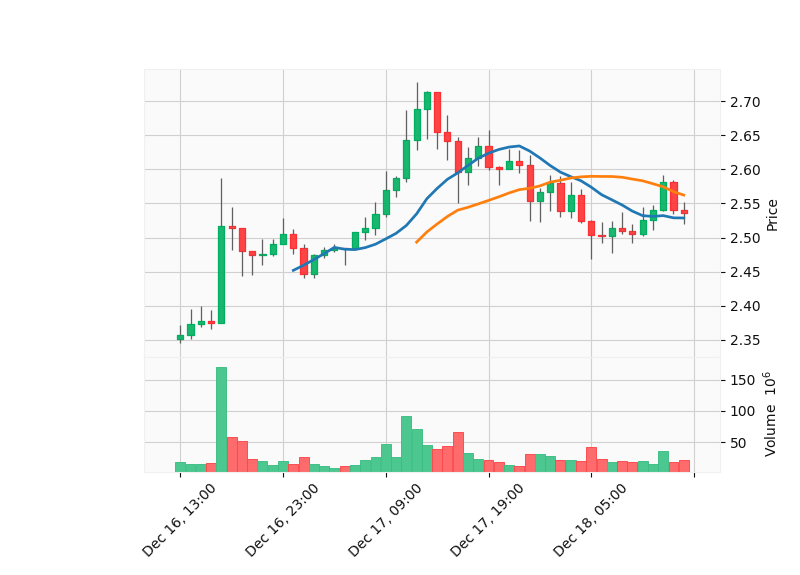 2.70
2.65
2.60
2.55
2.50
2.45
2.40
2.35
Price
150
100
50
Volume 10⁶
Dec 16, 13:00
Dec 16, 23:00
Dec 17, 09:00
Dec 17, 19:00
Dec 18, 05:00